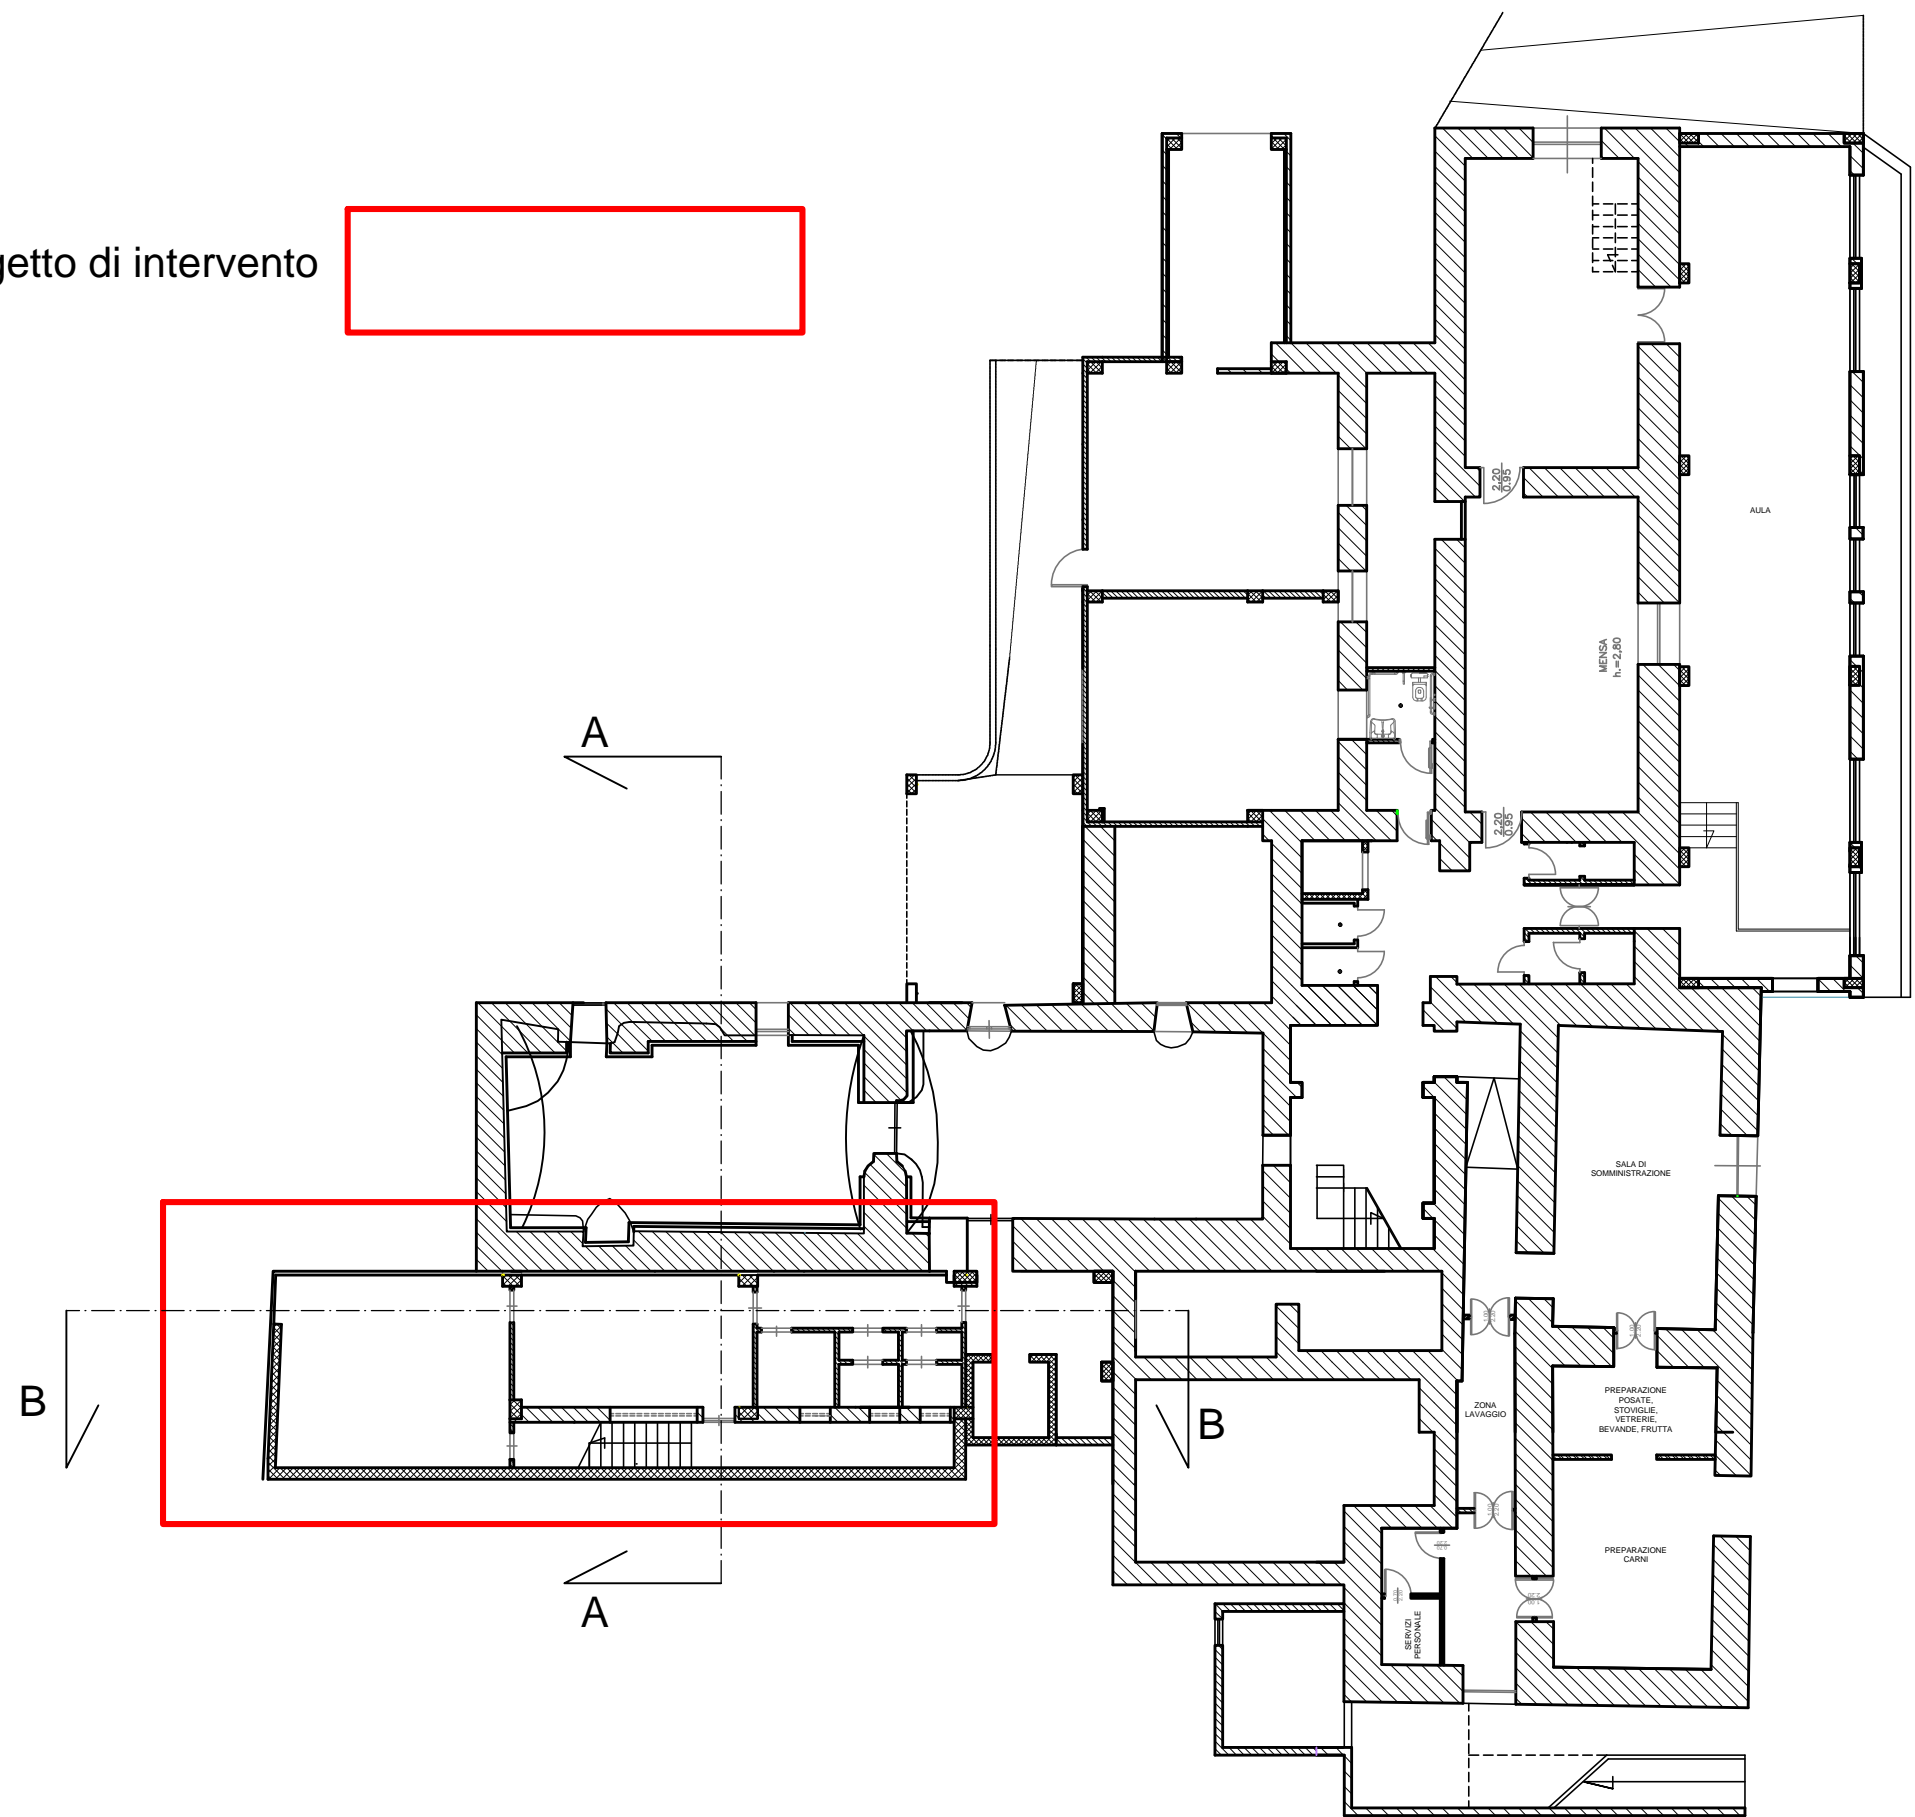 getto di intervento
2,20
0.95
AULA
MENSA
h.=2,80
A
2,20
0.95
SALA DI
SOMMINISTRAZIONE
B
B
ZONA
LAVAGGIO
PREPARAZIONE
POSATE,
STOVIGLIE,
VETRERIE,
BEVANDE, FRUTTA
PREPARAZIONE
CARNI
A
SERVIZI
PERSONALE